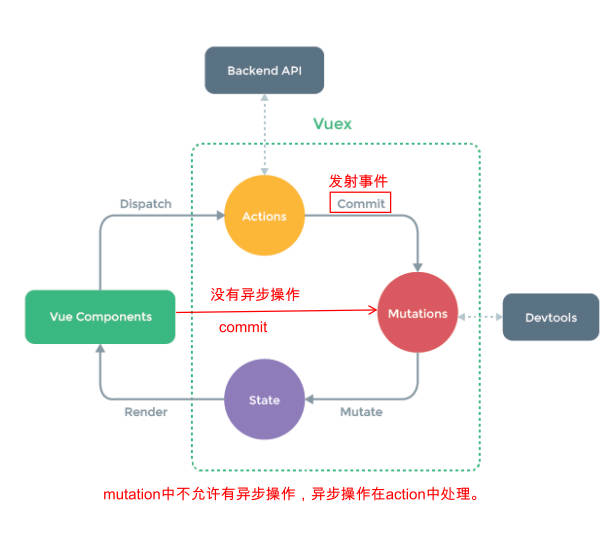 Backend API
Vuex
发射事件
Dispatch
Actions
Commit
没有异步操作
Vue Components
commit
Mutations
Devtools
State
Render
Mutate
mutation中不允许有异步操作，异步操作在action中处理。